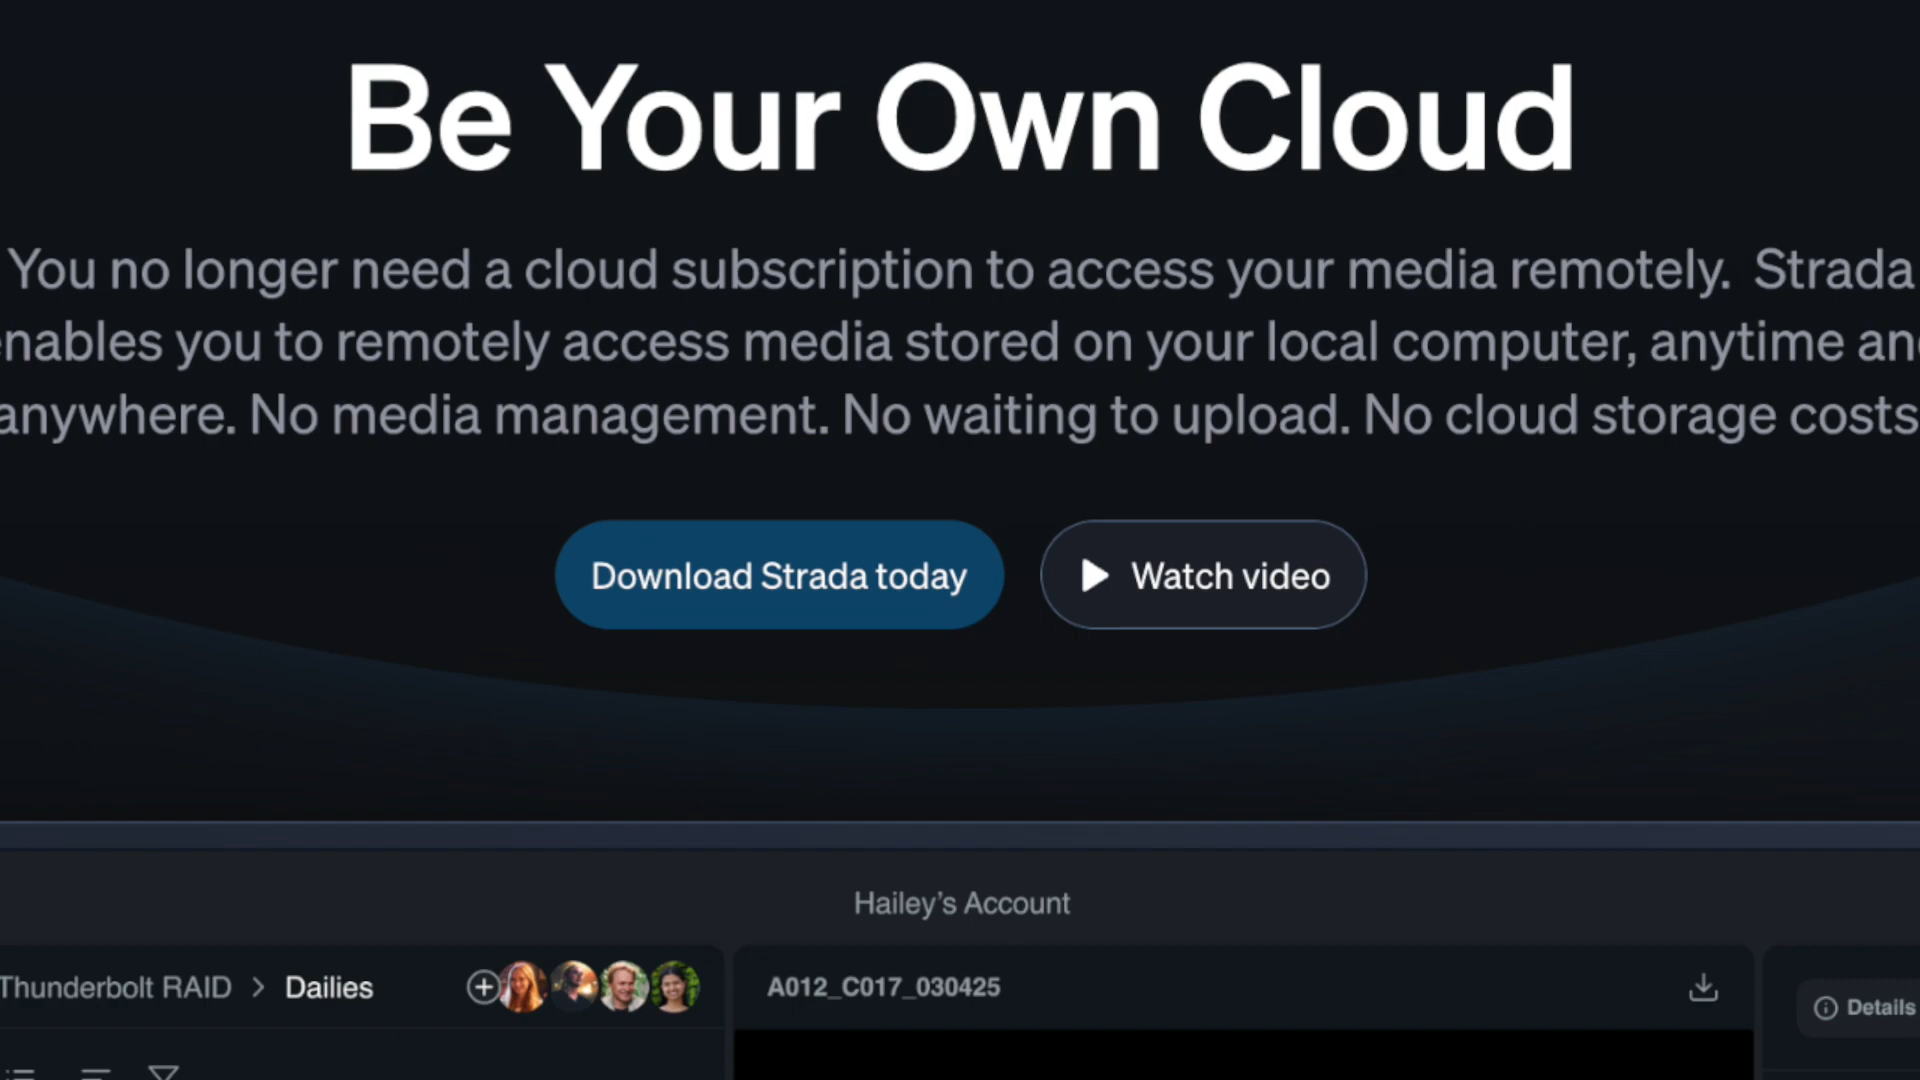 Be Your Own Cloud
You no longer need a cloud subscription to access your media remotely. Strada
enables you to remotely access media stored on your local computer, anytime and
anywhere. No media management. No waiting to upload. No cloud storage costs
Download Strada today
Watch video
Hailey’s Account
Thunderbolt RAID > Dailies
A012_C017_030425
Details